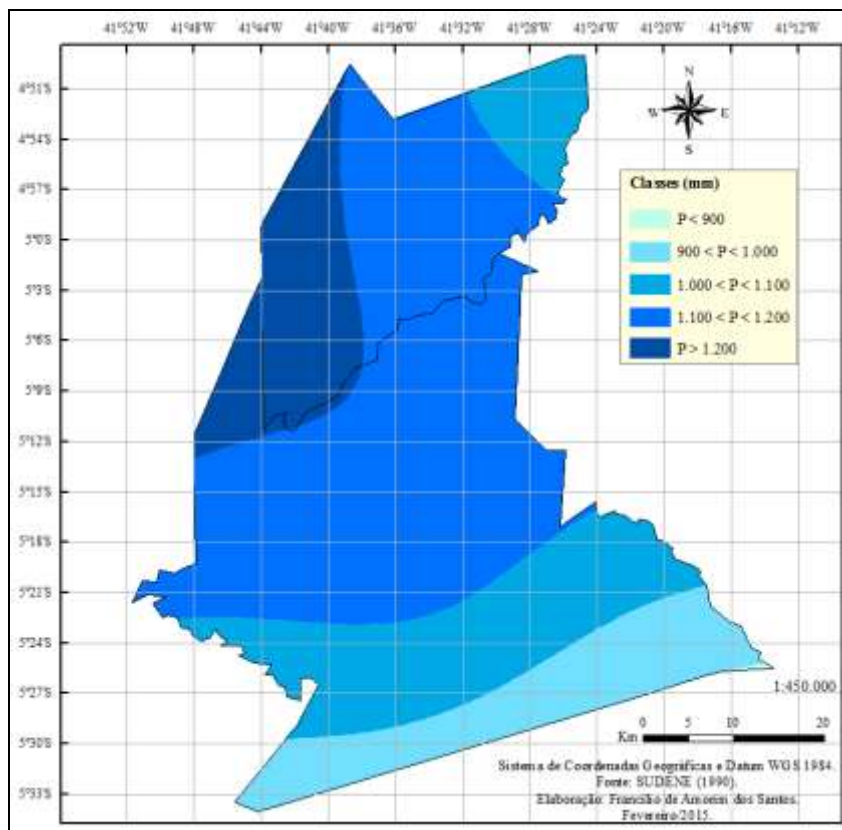 41°52'W 41°48'W 41°44'W 41°40'W 41°36'W 41°32'W 41°28'W 41°24'W 41°20'W 41°16'W 41°12'W
4°51'S
4°54'S
4°57'S
5°0'S
5°3'S
5°6'S
5°9'S
5°12'S
5°15'S
5°18'S
5°21'S
5°24'S
5°27'S
5°30'S
5°33'S
N
W E
S
Classes (mm)
P < 900
900 < P < 1.000
1.000 < P < 1.100
1.100 < P < 1.200
P > 1.200
1:450.000
0 5 10 20
Km
Sistema de Coordenadas Geográficas e Datum WGS 1984.
Fonte: SUDENE (1990).
Elaboração: Francílio de Amorim dos Santos.
Fevereiro/2015.